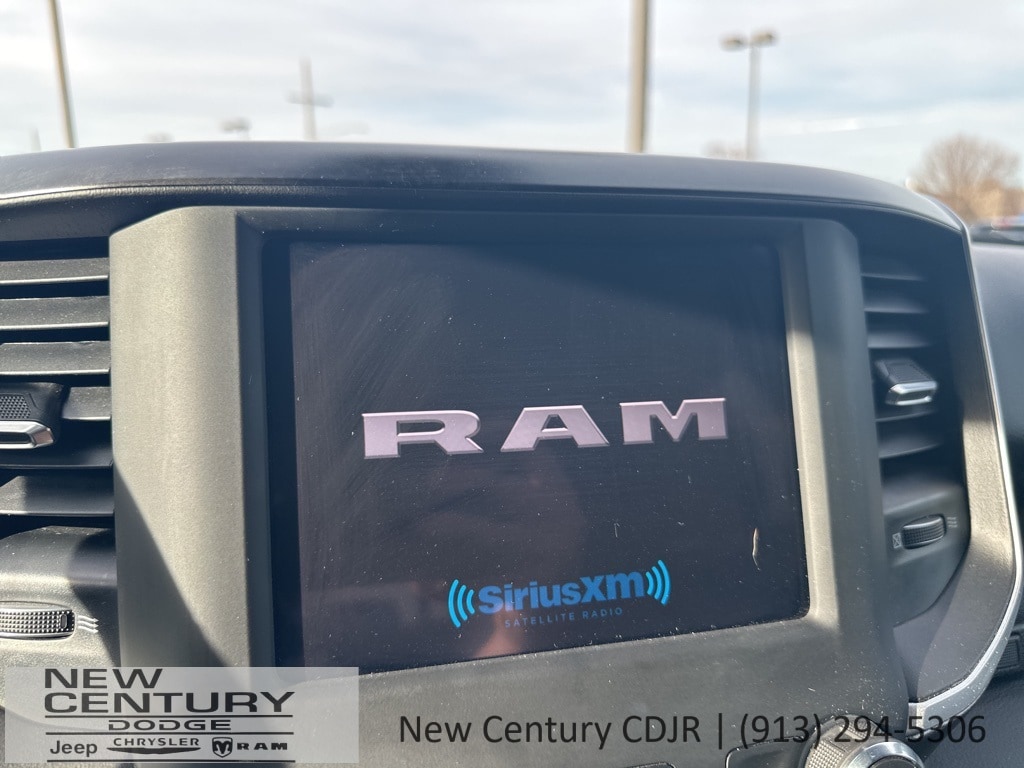 RAM
SiriusXm
SATELLITE RADIO
NEW
CENTURY
DODGE
Jeep CHRYSLER RAM
New Century CDJR | (913) 294-5306